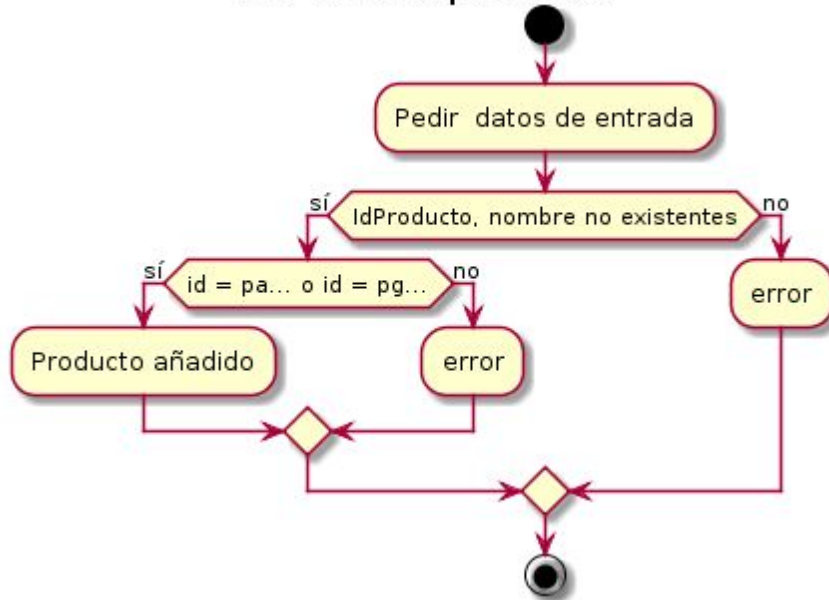 Pedir datos de entrada
sí
IdProducto, nombre no existentes
no
sí
id = pa... o id = pg...
no
error
Producto añadido
error